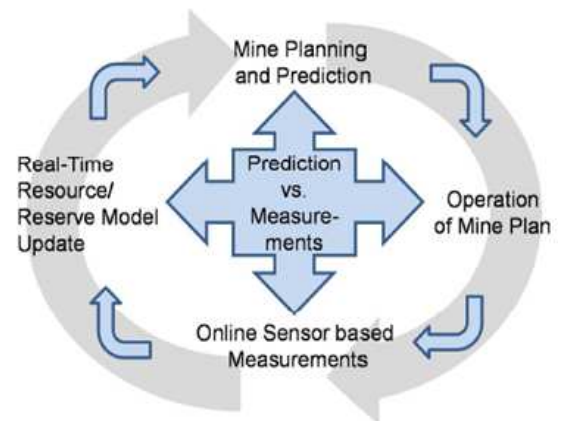 Mine Planning
and Prediction
Real-Time
Resource/
Reserve Model
Update
Prediction
vs.
Measure-
ments
Operation
of Mine Plan
Online Sensor based
Measurements